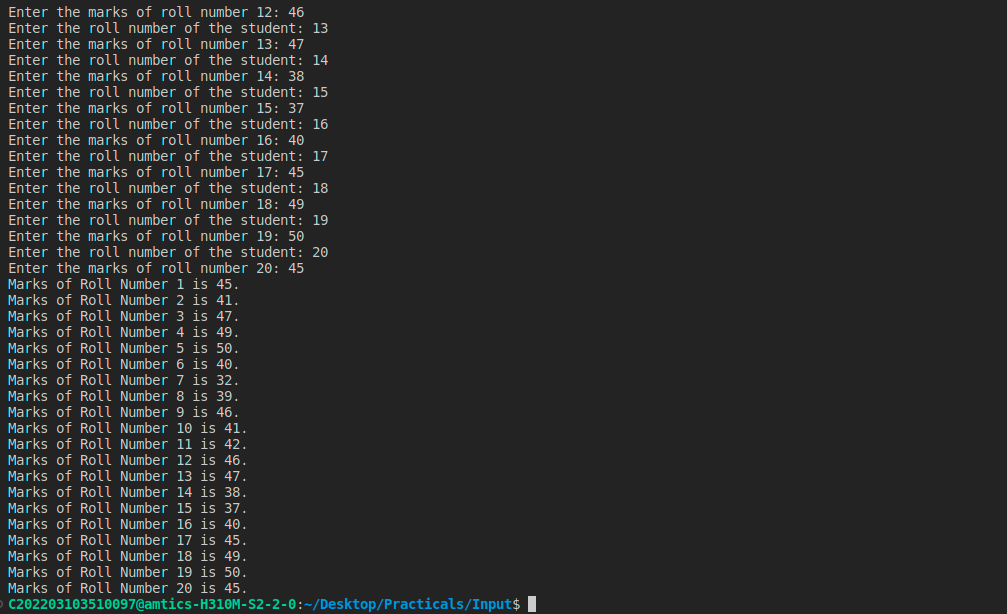 Enter the marks of roll number 12: 46
Enter the roll number of the student: 13
Enter the marks of roll number 13: 47
Enter the roll number of the student: 14
Enter the marks of roll number 14: 38
Enter the roll number of the student: 15
Enter the marks of roll number 15: 37
Enter the roll number of the student: 16
Enter the marks of roll number 16: 40
Enter the roll number of the student: 17
Enter the marks of roll number 17: 45
Enter the roll number of the student: 18
Enter the marks of roll number 18: 49
Enter the roll number of the student: 19
Enter the marks of roll number 19: 50
Enter the roll number of the student: 20
Enter the marks of roll number 20: 45
Marks of Roll Number 1 is 45.
Marks of Roll Number 2 is 41.
Marks of Roll Number 3 is 47.
Marks of Roll Number 4 is 49.
Marks of Roll Number 5 is 50.
Marks of Roll Number 6 is 40.
Marks of Roll Number 7 is 32.
Marks of Roll Number 8 is 39.
Marks of Roll Number 9 is 46.
Marks of Roll Number 10 is 41.
Marks of Roll Number 11 is 42.
Marks of Roll Number 12 is 46.
Marks of Roll Number 13 is 47.
Marks of Roll Number 14 is 38.
Marks of Roll Number 15 is 37.
Marks of Roll Number 16 is 40.
Marks of Roll Number 17 is 45.
Marks of Roll Number 18 is 49.
Marks of Roll Number 19 is 50.
Marks of Roll Number 20 is 45.
C202203103510097@amtics-H310M-S2-2-0:~/Desktop/Practicals/Input$